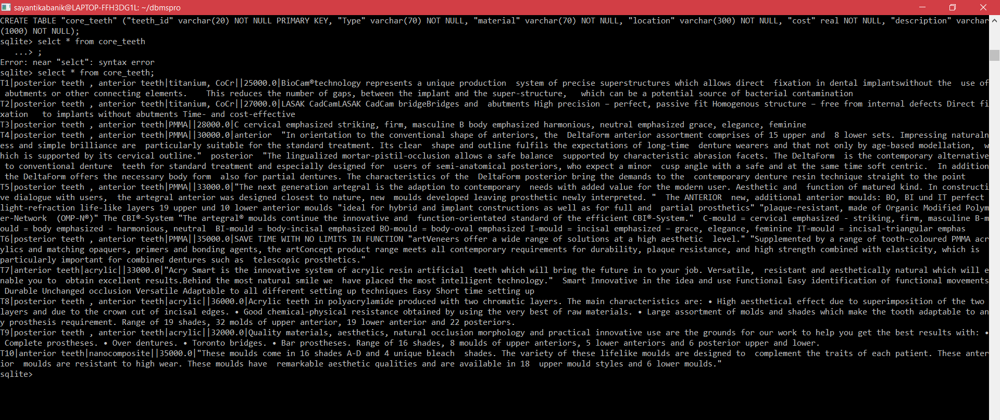 sayantikabanik@LAPTOP-FFH3DG1L: ~/dbmspro
CREATE TABLE "core_teeth" ("teeth_id" varchar(20) NOT NULL PRIMARY KEY, "Type" varchar(70) NOT NULL, "material" varchar(70) NOT NULL, "location" varchar(300) NOT NULL, "cost" real NOT NULL, "description" varchar
(1000) NOT NULL);
sqlite> selct * from core_teeth
   ...> ;
Error: near "selct": syntax error
sqlite> select * from core_teeth;
T1|posterior teeth , anterior teeth|titanium, CoCr||25000.0|BioCam®technology represents a unique production  system of precise superstructures which allows direct  fixation in dental implantswithout the  use of
 abutments or other connecting elements.    This reduces the number of gaps, between the implant and the super-structure,   which can be a potential source of bacterial contamination
T2|posterior teeth , anterior teeth|titanium, CoCr||27000.0|LASAK CadCamLASAK CadCam bridgeBridges and  abutments High precision – perfect, passive fit Homogenous structure – free from internal defects Direct fi
xation   to implants without abutments Time- and cost-effective
T3|posterior teeth , anterior teeth|PMMA||28000.0|C cervical emphasized striking, firm, masculine B body emphasized harmonious, neutral emphasized grace, elegance, feminine
T4|posterior teeth , anterior teeth|PMMA||30000.0|anterior  "In orientation to the conventional shape of anteriors, the  DeltaForm anterior assortment comprises of 15 upper and  8 lower sets. Impressing naturaln
ess and simple brilliance are  particularly suitable for the standard treatment. Its clear  shape and outline fulfils the expectations of long-time  denture wearers and that not only by age-based modellation,  w
hich is supported by its cervical outline."  posterior  "The lingualized mortar-pistil-occlusion allows a safe balance  supported by characteristic abrasion facets. The DeltaForm  is the contemporary alternative
 to conventional denture  teeth for standard treatment and especially designed for  users of semi-anatomical posteriors, who expect a minor  cusp angle with a safe and at the same time soft centric.  In addition
 the DeltaForm offers the necessary body form  also for partial dentures. The characteristics of the  DeltaForm posterior bring the demands to the  contemporary denture resin technique straight to the point
T5|posterior teeth , anterior teeth|PMMA||33000.0|"The next generation artegral is the adaption to contemporary  needs with added value for the modern user. Aesthetic and  function of matured kind. In constructi
ve dialogue with users,  the artegral anterior was designed closest to nature, new  moulds developed leaving prosthetic newly interpreted. "  The ANTERIOR  new, additional anterior moulds: BO, BI und IT perfect
light-refraction life-like layers 19 upper und 10 lower anterior moulds "ideal for hybrid and implant constructions as well as for full and  partial prosthetics" "plaque-resistant, made of Organic Modified Polym
er-Network  (OMP-N®)" The CBI®-System "The artegral® moulds continue the innovative and  function-orientated standard of the efficient CBI®-System."  C-mould = cervical emphasized - striking, firm, masculine B-m
ould = body emphasized - harmonious, neutral  BI-mould = body-incisal emphasized BO-mould = body-oval emphasized I-mould = incisal emphasized – grace, elegance, feminine IT-mould = incisal-triangular emphas
T6|posterior teeth , anterior teeth|PMMA||35000.0|SAVE TIME WITH NO LIMITS IN FUNCTION "artVeneers offer a wide range of solutions at a high aesthetic  level." "Supplemented by a range of tooth-coloured PMMA acr
ylics and matching opaquers, primers and bonding agents, the artConcept product range meets all contemporary requirements for durability, plaque resistance, and high strength combined with elasticity, which is
particularly important for combined dentures such as  telescopic prosthetics."
T7|anterior teeth|acrylic||33000.0|"Acry Smart is the innovative system of acrylic resin artificial  teeth which will bring the future in to your job. Versatile,  resistant and aesthetically natural which will e
nable you to  obtain excellent results.Behind the most natural smile we  have placed the most intelligent technology."  Smart Innovative in the idea and use Functional Easy identification of functional movements
 Durable Unchanged occlusion Versatile Adaptable to all different setting up techniques Easy Short time setting up
T8|posterior teeth , anterior teeth|acrylic||36000.0|Acrylic teeth in polyacrylamide produced with two chromatic layers. The main characteristics are: • High aesthetical effect due to superimposition of the two
layers and due to the crown cut of incisal edges. • Good chemical-physical resistance obtained by using the very best of raw materials. • Large assortment of molds and shades which make the tooth adaptable to an
y prosthesis requirement. Range of 19 shades, 32 molds of upper anterior, 19 lower anterior and 22 posteriors.
T9|posterior teeth , anterior teeth|acrylic||32000.0|Quality materials, aesthetics, natural occlusion morphology and practical innovative use are the grounds for our work to help you get the best results with: •
 Complete prostheses. • Over dentures. • Toronto bridges. • Bar prostheses. Range of 16 shades, 8 moulds of upper anteriors, 5 lower anteriors and 6 posterior upper and lower.
T10|anterior teeth|nanocomposite||35000.0|"These moulds come in 16 shades A-D and 4 unique bleach  shades. The variety of these lifelike moulds are designed to  complement the traits of each patient. These anter
ior  moulds are resistant to high wear. These moulds have  remarkable aesthetic qualities and are available in 18  upper mould styles and 6 lower moulds."
sqlite>